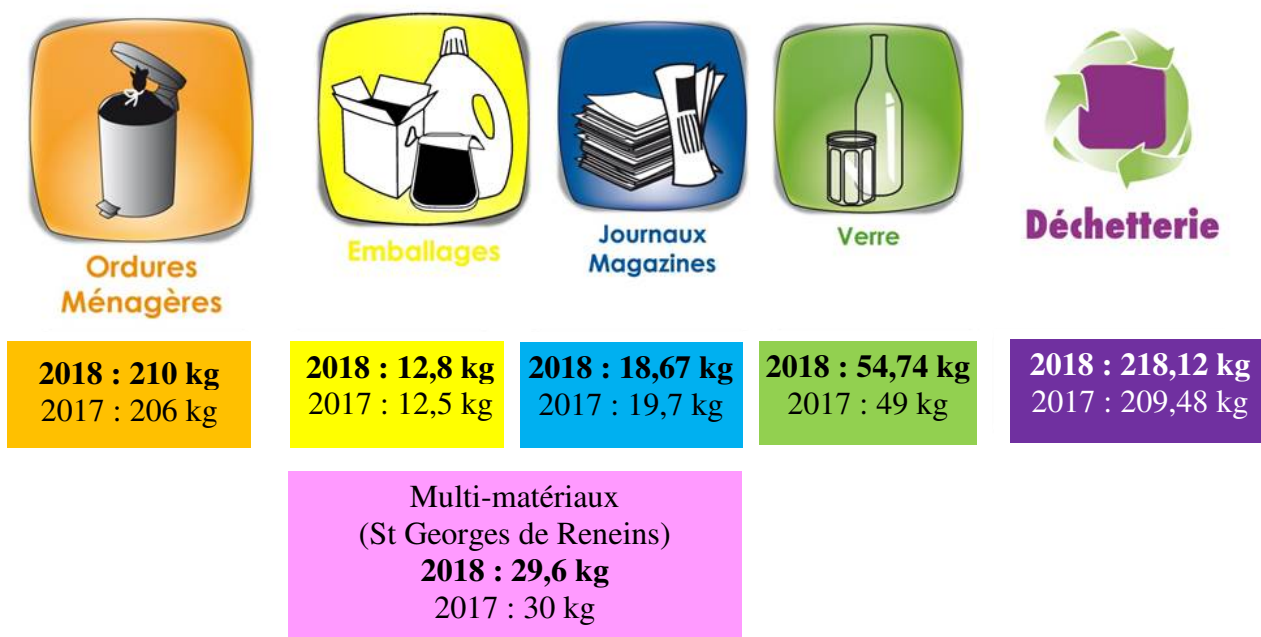 Ordures
Ménagères
Emballages
Journaux
Magazines
Verre
Déchetterie
2018 : 210 kg
2017 : 206 kg
2018 : 12,8 kg
2017 : 12,5 kg
2018 : 18,67 kg
2017 : 19,7 kg
2018 : 54,74 kg
2017 : 49 kg
2018 : 218,12 kg
2017 : 209,48 kg
Multi-matériaux
(St Georges de Reneins)
2018 : 29,6 kg
2017 : 30 kg